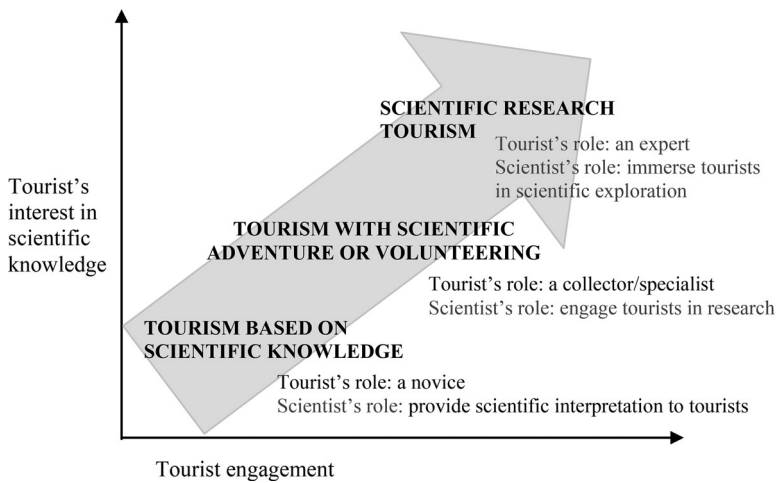 SCIENTIFIC RESEARCH
TOURISM
Tourist’s role: an expert
Scientist’s role: immerse tourists
in scientific exploration
Tourist’s
interest in
scientific
knowledge
TOURISM WITH SCIENTIFIC
ADVENTURE OR VOLUNTEERING
Tourist’s role: a collector/specialist
Scientist’s role: engage tourists in research
TOURISM BASED ON
SCIENTIFIC KNOWLEDGE
Tourist’s role: a novice
Scientist’s role: provide scientific interpretation to tourists
Tourist engagement